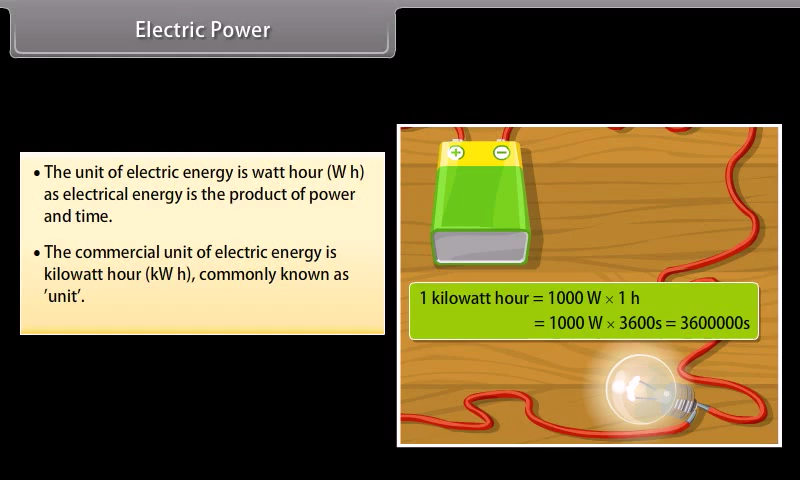 Electric Power
• The unit of electric energy is watt hour (W h)
as electrical energy is the product of power
and time.
• The commercial unit of electric energy is
kilowatt hour (kW h), commonly known as
'unit'.
+ −
1 kilowatt hour = 1000 W × 1 h
= 1000 W × 3600s = 3600000s